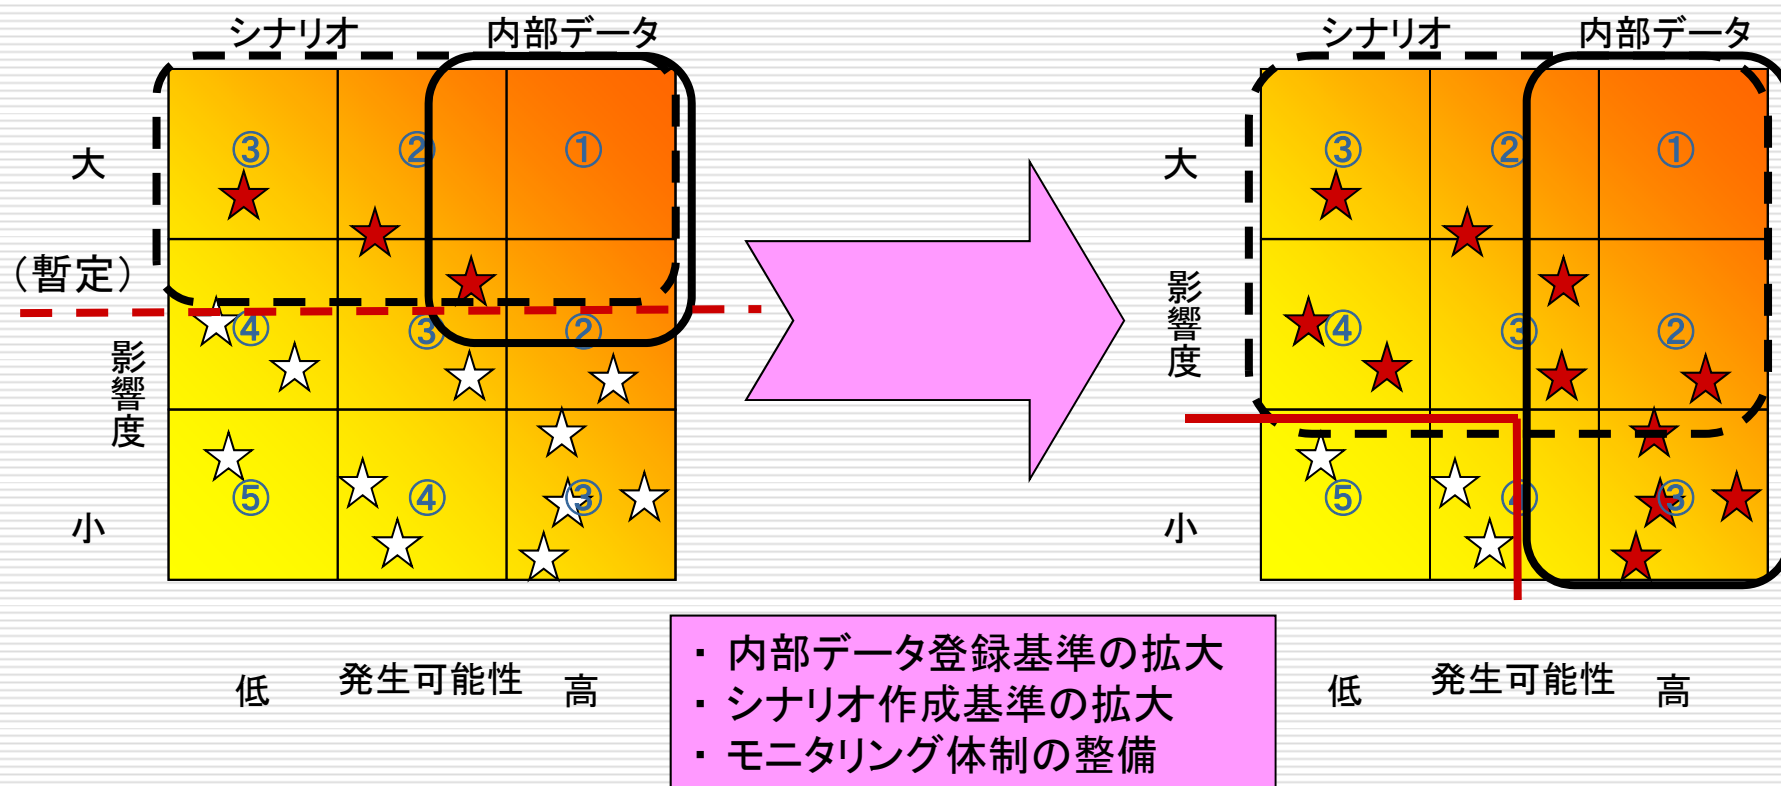 シナリオ
内部データ
大
③
②
①
（暫定）
影響度
④
③
②
小
⑤
④
③
低
発生可能性
高
シナリオ
内部データ
大
③
②
①
影響度
④
③
②
小
⑤
④
③
低
発生可能性
高
・ 内部データ登録基準の拡大
・ シナリオ作成基準の拡大
・ モニタリング体制の整備